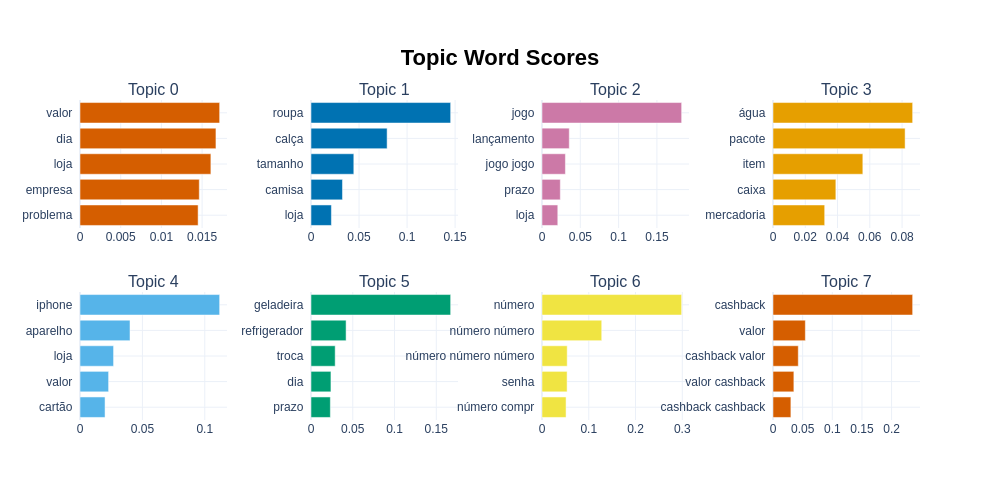 Topic Word Scores
Topic 0
Topic 1
Topic 2
Topic 3
valor
dia
loja
empresa
problema
0 0.005 0.01 0.015
roupa
calça
tamanho
camisa
loja
0 0.05 0.1 0.15
jogo
lançamento
jogo jogo
prazo
loja
0 0.05 0.1 0.15
água
pacote
item
caixa
mercadoria
0 0.02 0.04 0.06 0.08
Topic 4
Topic 5
Topic 6
Topic 7
iphone
aparelho
loja
valor
cartão
0 0.05 0.1
geladeira
refrigerador
troca
dia
prazo
0 0.05 0.1 0.15
número
número número
número número número
senha
número compr
0 0.1 0.2 0.3
cashback
valor
cashback valor
valor cashback
cashback cashback
0 0.05 0.1 0.15 0.2